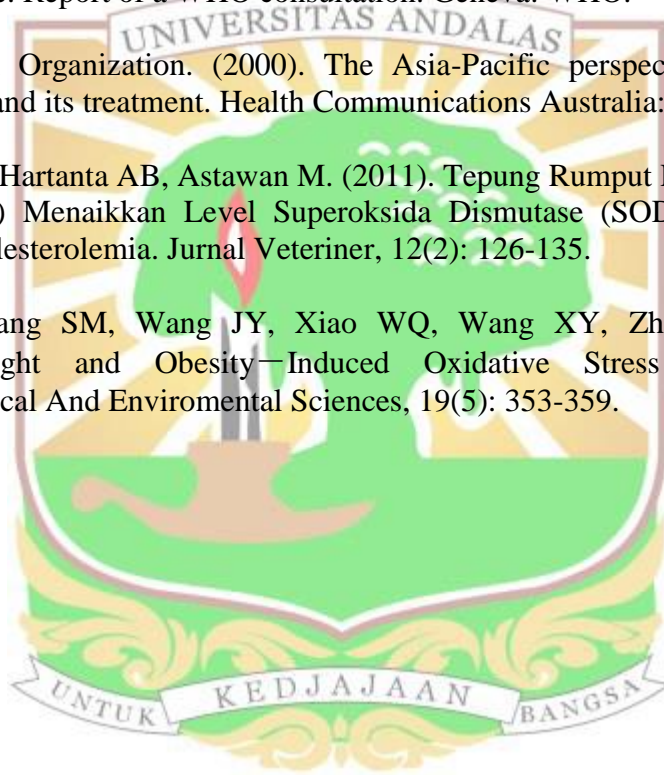 e. Report of a WHO consultation. Geneva: WHO.
UNIVERSITAS ANDALAS
Organization. (2000). The Asia-Pacific perspec
and its treatment. Health Communications Australia:
Hartanta AB, Astawan M. (2011). Tepung Rumput
) Menaikkan Level Superoksida Dismutase (SOD
lesterolemia. Jurnal Veteriner, 12(2): 126-135.
ang SM, Wang JY, Xiao WQ, Wang XY, Zh
ght and Obesity—Induced Oxidative Stress
cal And Enviromental Sciences, 19(5): 353-359.
UNTUK KEDJAJAAN BANGSA